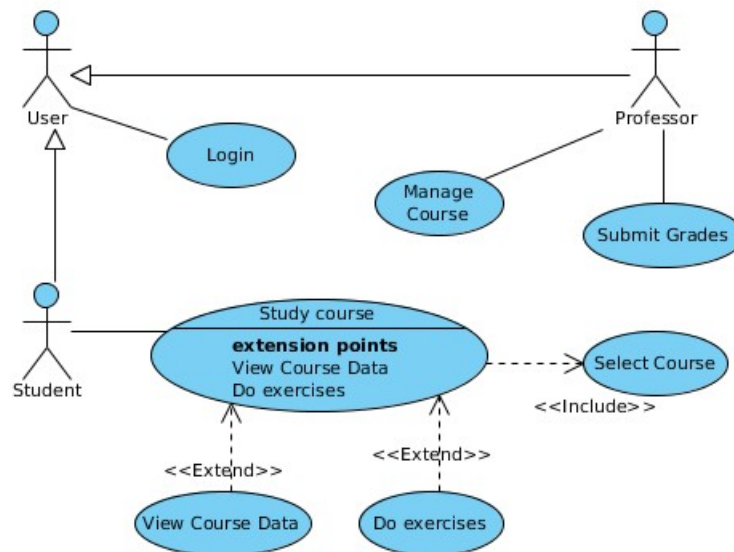 User
Professor
Login
Manage
Course
Submit Grades
Study course
extension points
View Course Data
Do exercises
Select Course
Student
<<Include>>
<<Extend>>
<<Extend>>
View Course Data
Do exercises